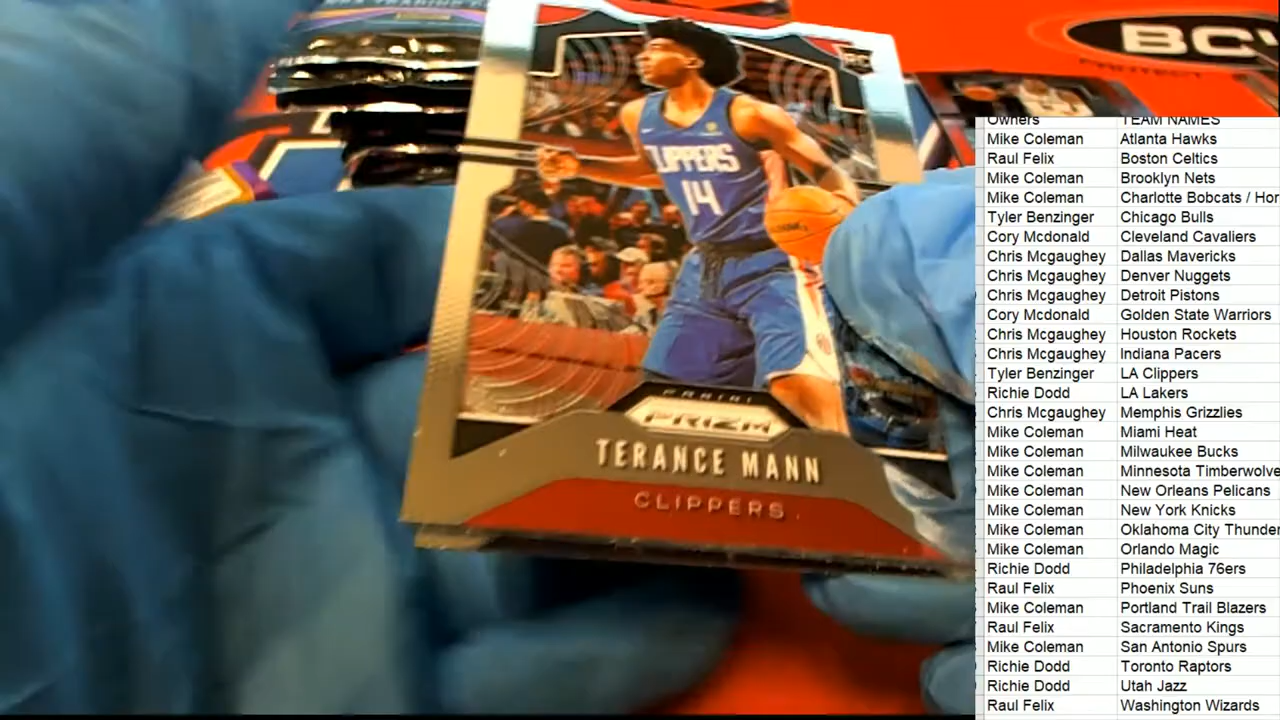 BC
RC
CLIPPERS
14
PANINI
PRIZM
TERANCE MANN
CLIPPERS
Owners TEAM NAMES
Mike Coleman Atlanta Hawks
Raul Felix Boston Celtics
Mike Coleman Brooklyn Nets
Mike Coleman Charlotte Bobcats / Hor
Tyler Benzinger Chicago Bulls
Cory Mcdonald Cleveland Cavaliers
Chris Mcgaughey Dallas Mavericks
Chris Mcgaughey Denver Nuggets
Chris Mcgaughey Detroit Pistons
Cory Mcdonald Golden State Warriors
Chris Mcgaughey Houston Rockets
Chris Mcgaughey Indiana Pacers
Tyler Benzinger LA Clippers
Richie Dodd LA Lakers
Chris Mcgaughey Memphis Grizzlies
Mike Coleman Miami Heat
Mike Coleman Milwaukee Bucks
Mike Coleman Minnesota Timberwolve
Mike Coleman New Orleans Pelicans
Mike Coleman New York Knicks
Mike Coleman Oklahoma City Thunder
Mike Coleman Orlando Magic
Richie Dodd Philadelphia 76ers
Raul Felix Phoenix Suns
Mike Coleman Portland Trail Blazers
Raul Felix Sacramento Kings
Mike Coleman San Antonio Spurs
Richie Dodd Toronto Raptors
Richie Dodd Utah Jazz
Raul Felix Washington Wizards